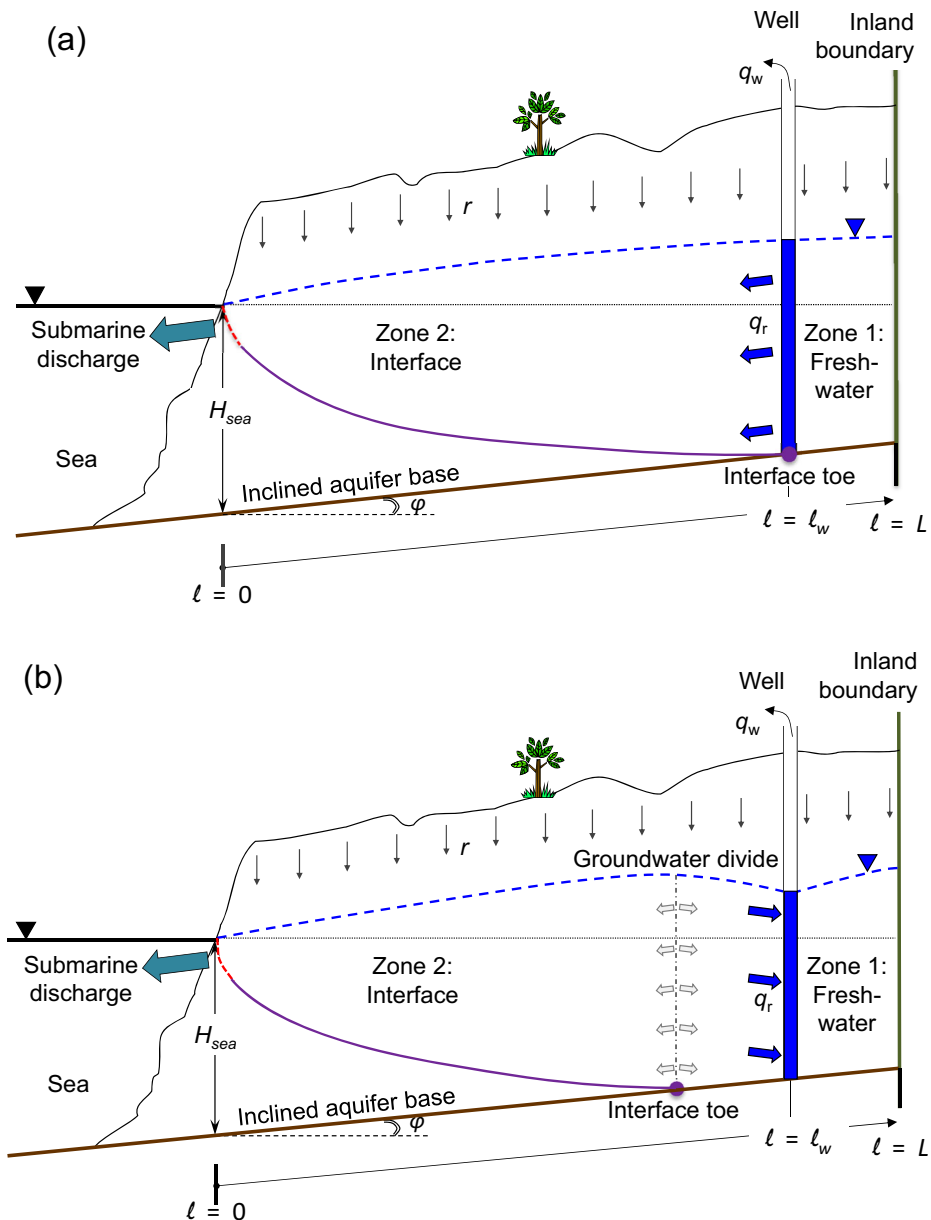 (a)
Well
Inland
boundary
q_w
r
Submarine
discharge
Zone 2:
Interface
q_r
Zone 1:
Fresh-
water
H_sea
Sea
Inclined aquifer base
φ
Interface toe
ℓ = ℓ_w
ℓ = L
ℓ = 0
(b)
Well
Inland
boundary
q_w
r
Groundwater divide
Submarine
discharge
Zone 2:
Interface
q_r
Zone 1:
Fresh-
water
H_sea
Sea
Inclined aquifer base
φ
Interface toe
ℓ = ℓ_w
ℓ = L
ℓ = 0